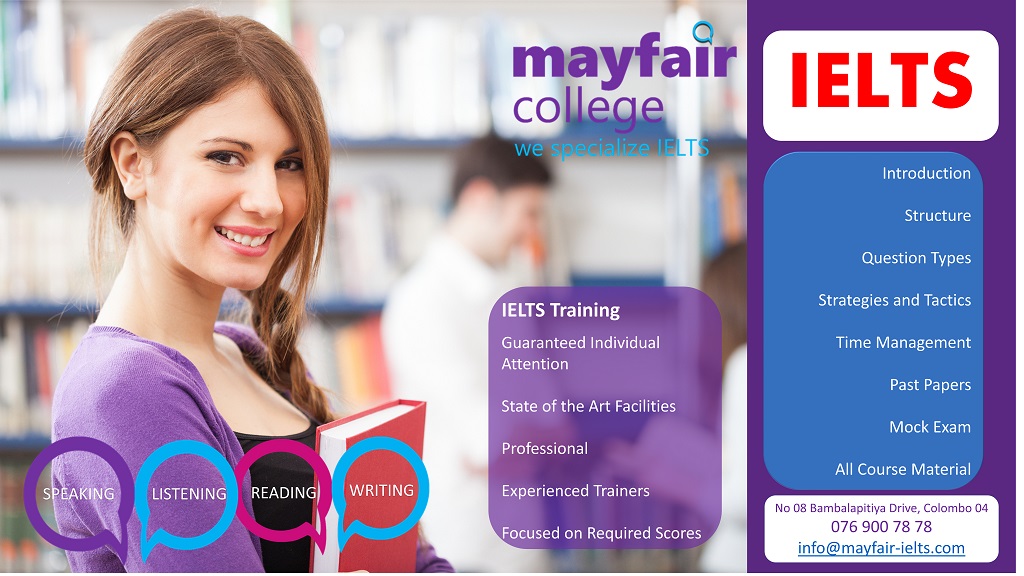 mayfair
college
we specialize IELTS
IELTS
Introduction
Structure
Question Types
Strategies and Tactics
Time Management
Past Papers
Mock Exam
All Course Material
IELTS Training
Guaranteed Individual
Attention
State of the Art Facilities
Professional
Experienced Trainers
Focused on Required Scores
SPEAKING
LISTENING
READING
WRITING
No 08 Bambalapitiya Drive, Colombo 04
076 900 78 78
info@mayfair-ielts.com